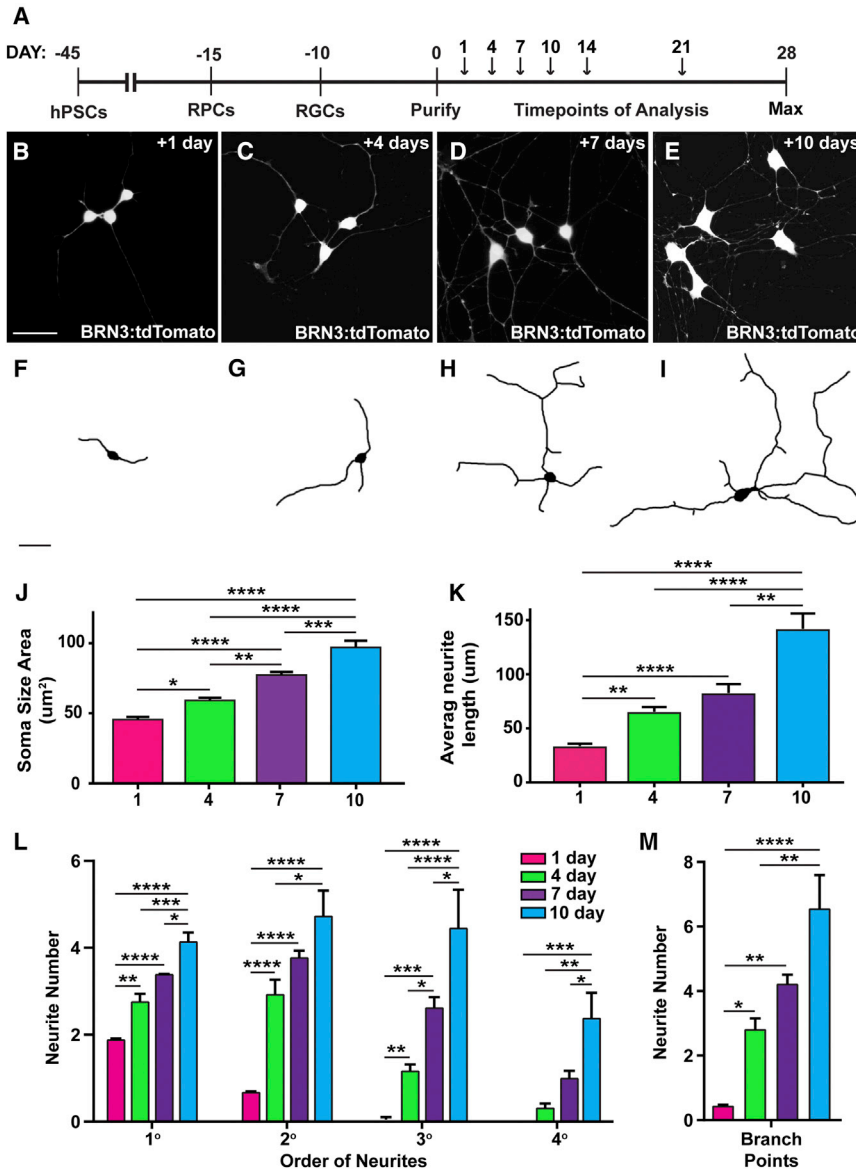 A
DAY: -45 -15 -10 0 1 4 7 10 14 21 28
hPSCs RPCs RGCs Purify Timepoints of Analysis Max
B +1 day
BRN3:tdTomato
C +4 days
BRN3:tdTomato
D +7 days
BRN3:tdTomato
E +10 days
BRN3:tdTomato
F G H I
J
Soma Size Area
(um²)
100
50
0
**** **** **** *** ** *
1 4 7 10
K
Averag neurite
length (um)
150
100
50
0
**** **** ** **** **
1 4 7 10
L
Neurite Number
6
4
2
0
**** *** * **** **
**** * **** ****
**** **** * *** * **
*** ** *
1 day
4 day
7 day
10 day
1° 2° 3° 4°
Order of Neurites
M
Neurite Number
8
6
4
2
0
**** ** ** *
Branch
Points